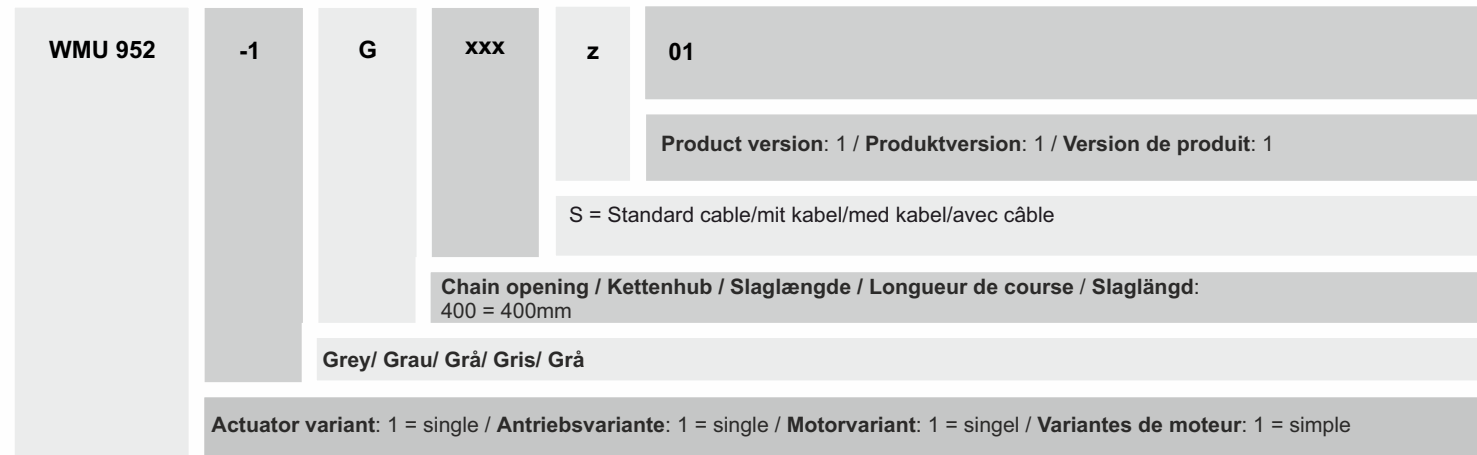 WMU 952 -1 G xxx z 01
Product version: 1 / Produktversion: 1 / Version de produit: 1
S = Standard cable/mit kabel/med kabel/avec câble
Chain opening / Kettenhub / Slaglængde / Longueur de course / Slaglängd:
400 = 400mm
Grey/ Grau/ Grå/ Gris/ Grå
Actuator variant: 1 = single / Antriebsvariante: 1 = single / Motorvariant: 1 = singel / Variantes de moteur: 1 = simple